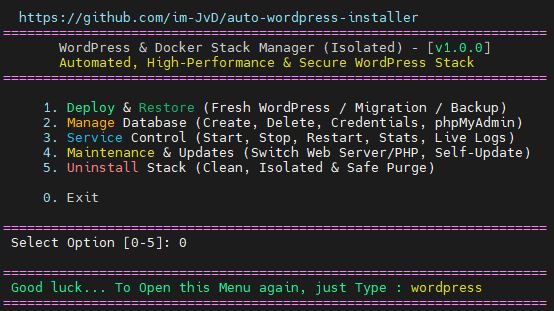 https://github.com/im-JvD/auto-wordpress-installer
WordPress & Docker Stack Manager (Isolated) - [v1.0.0]
Automated, High-Performance & Secure WordPress Stack
1. Deploy & Restore (Fresh WordPress / Migration / Backup)
2. Manage Database (Create, Delete, Credentials, phpMyAdmin)
3. Service Control (Start, Stop, Restart, Stats, Live Logs)
4. Maintenance & Updates (Switch Web Server/PHP, Self-Update)
5. Uninstall Stack (Clean, Isolated & Safe Purge)
0. Exit
Select Option [0-5]: 0
Good luck... To Open this Menu again, just Type : wordpress